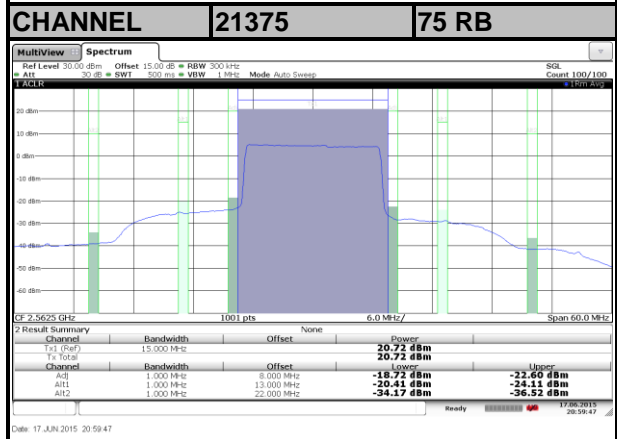 CHANNEL 21375 75 RB
MultiView Spectrum
Ref Level 30.00 dBm Offset 15.00 dB RBW 300 kHz SGL
Att 30 dB SWT 500 ms VBW 1 MHz Mode Auto Sweep Count 100/100
1 ACLR 1Rm Avg
20 dBm
10 dBm
0 dBm
-10 dBm
-20 dBm
-30 dBm
-40 dBm
-50 dBm
-60 dBm
CF 2.5625 GHz 1001 pts 6.0 MHz/ Span 60.0 MHz
2 Result Summary None
Channel Bandwidth Offset Power
Tx1 (Ref) 15.000 MHz 20.72 dBm
Tx Total 20.72 dBm
Channel Bandwidth Offset Lower Upper
Adj 1.000 MHz 8.000 MHz -18.72 dBm -22.60 dBm
Alt1 1.000 MHz 13.000 MHz -20.41 dBm -24.11 dBm
Alt2 1.000 MHz 22.000 MHz -34.17 dBm -36.52 dBm
Ready 17.06.2015
20:59:47
Date: 17.JUN.2015 20:59:47